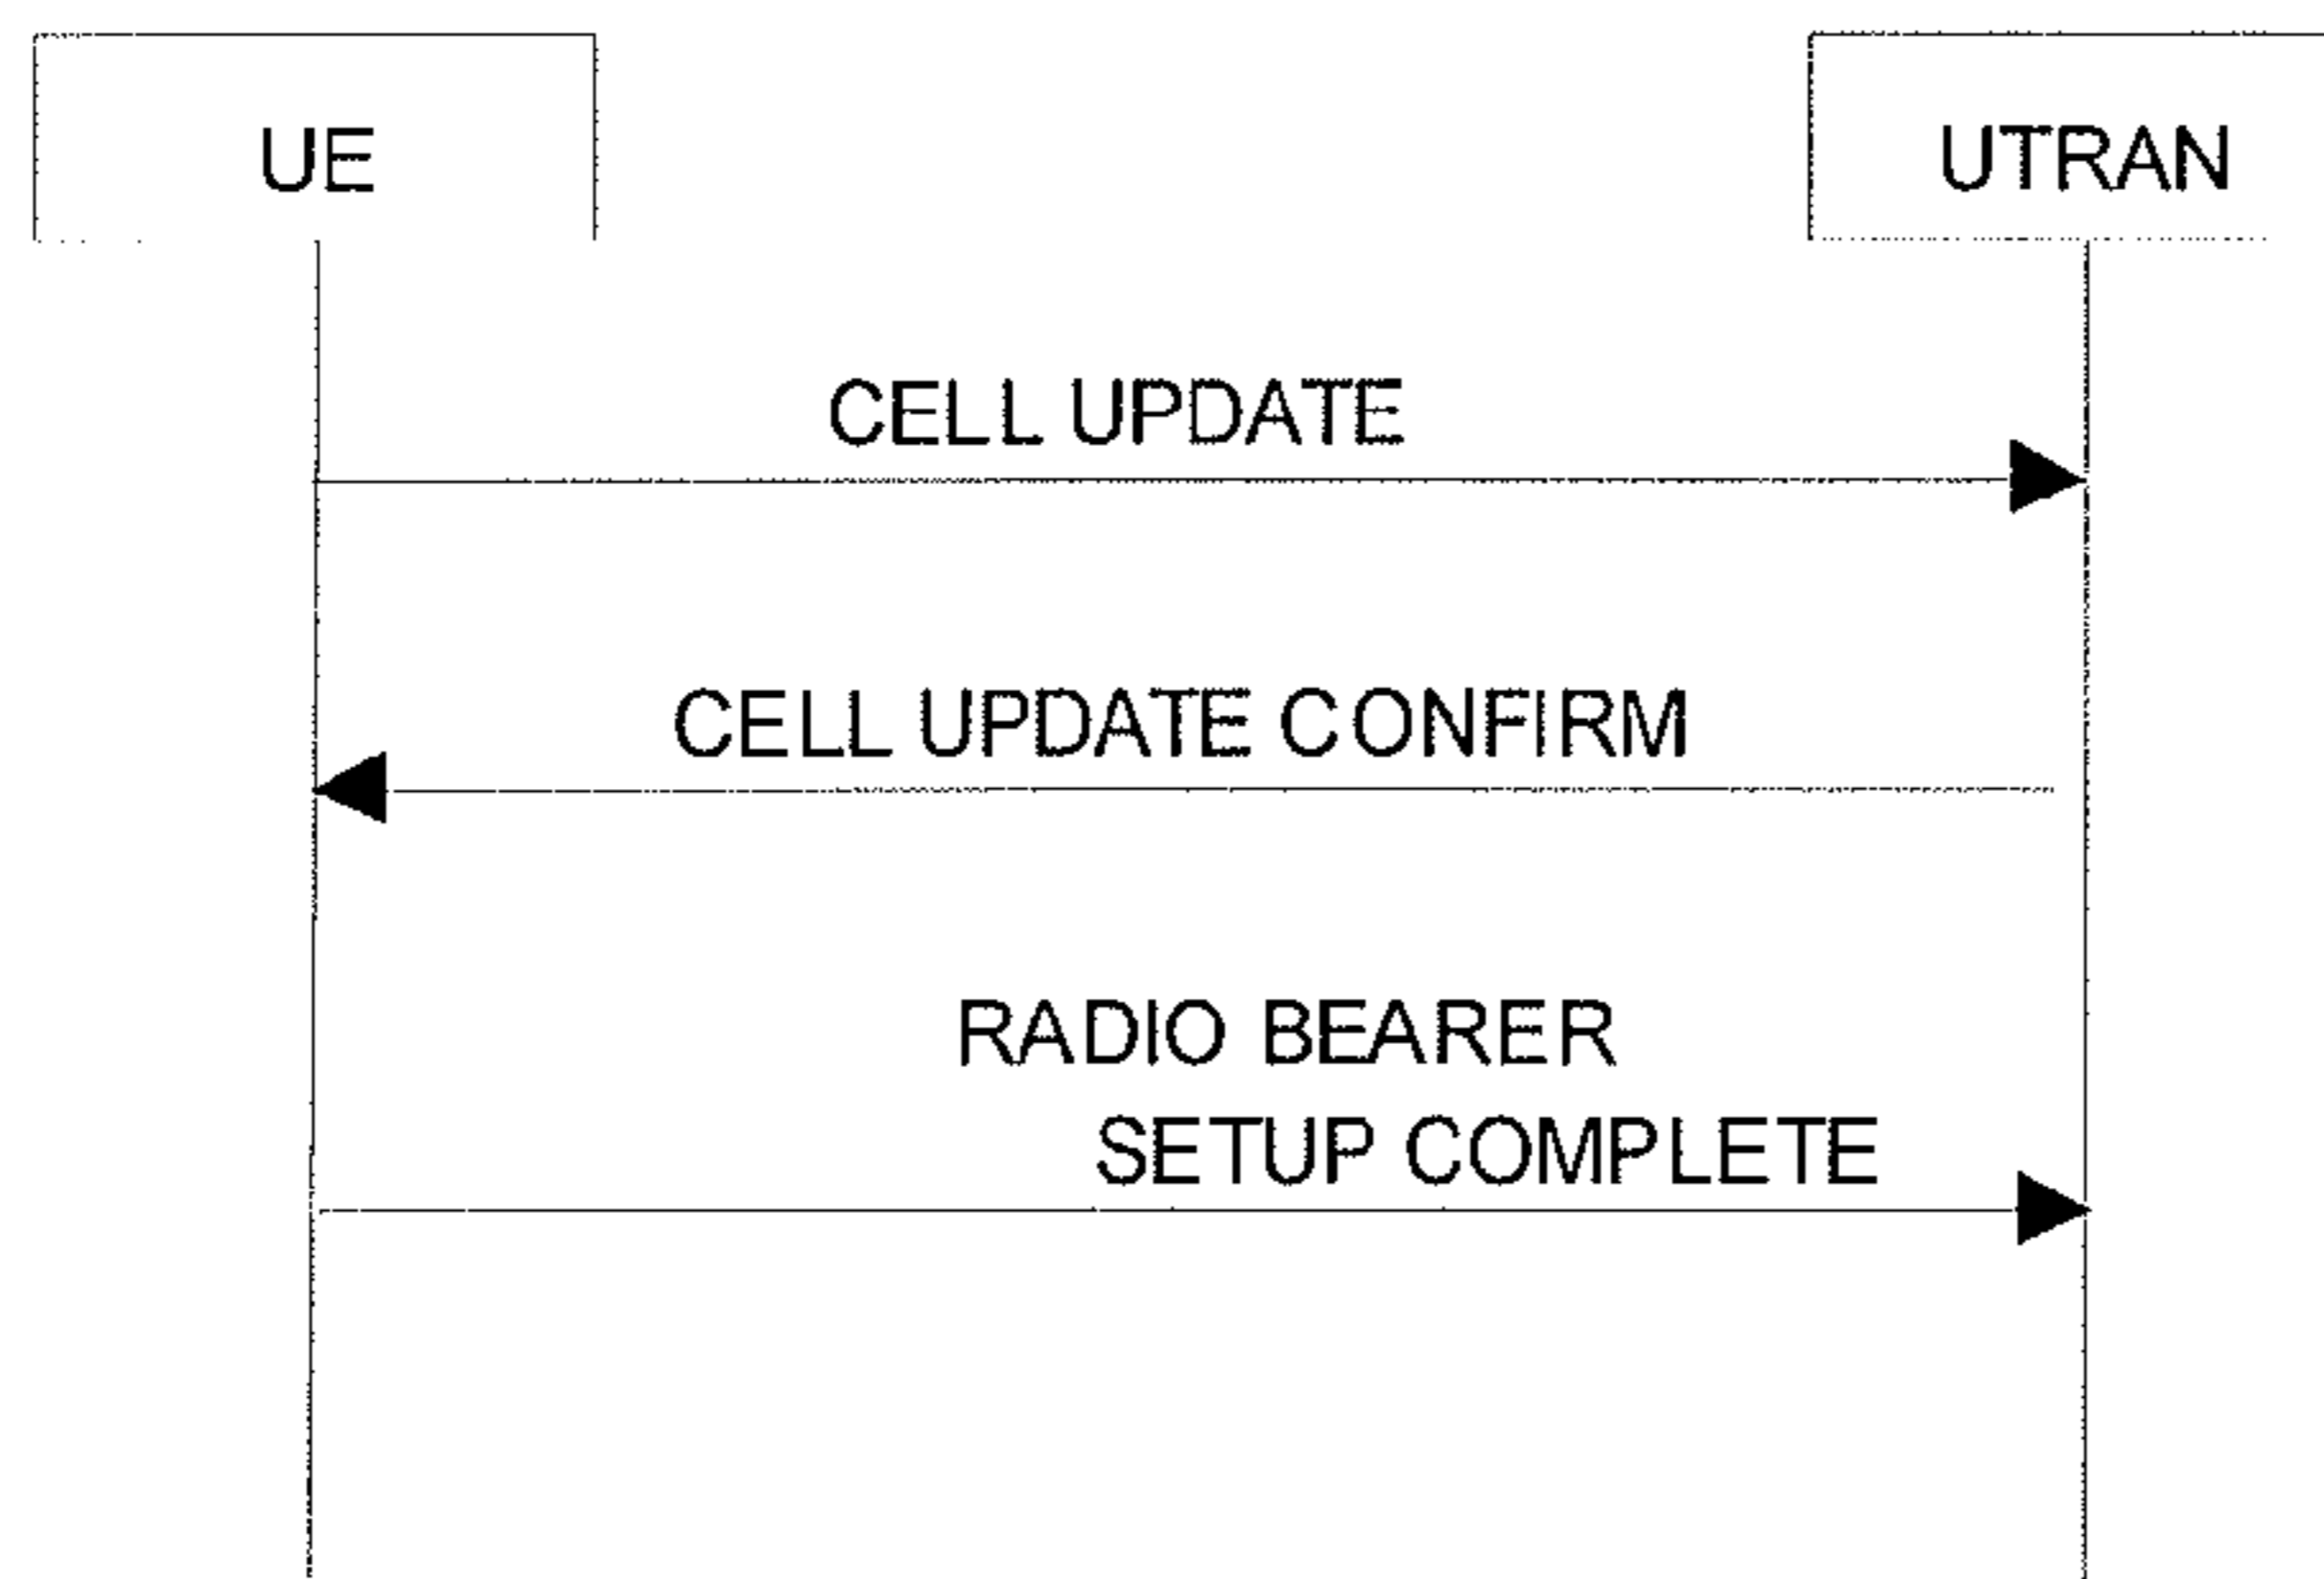 UE
UTRAN
CELL UPDATE
CELL UPDATE CONFIRM
RADIO BEARER
SETUP COMPLETE